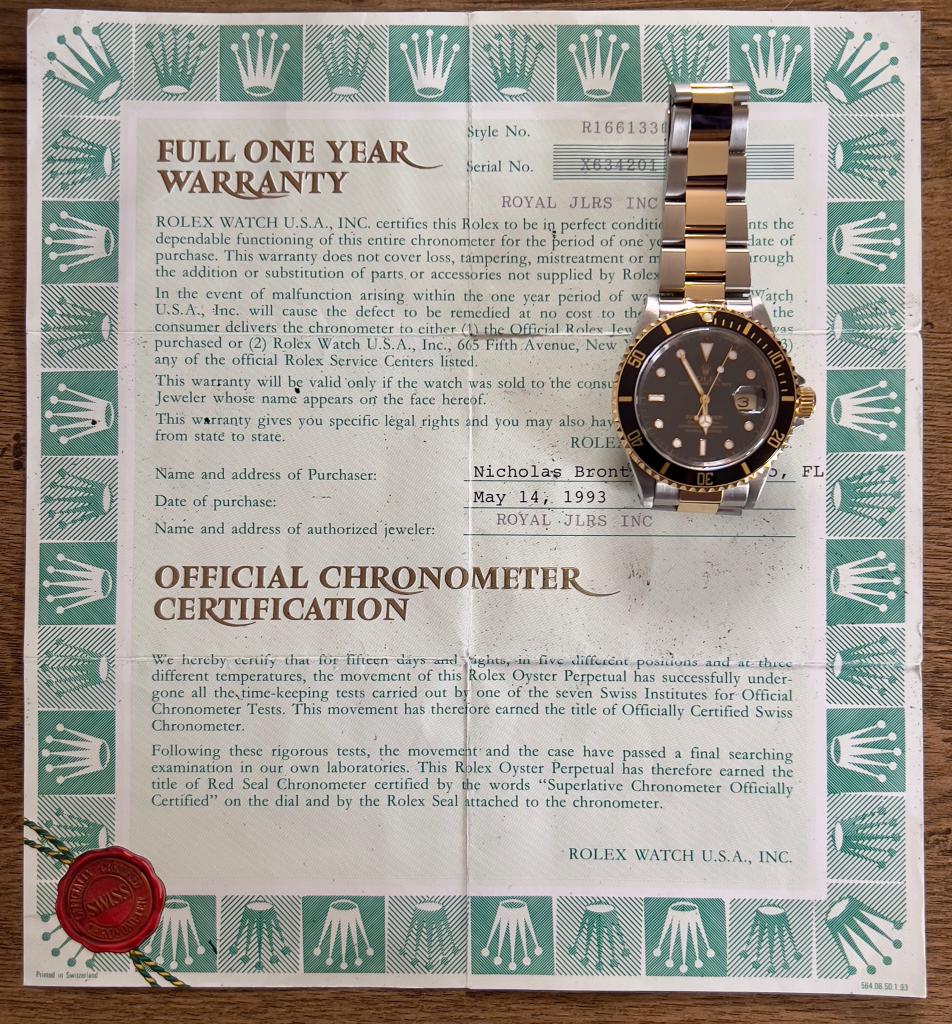 Style No. R1661330
Serial No. X634201
FULL ONE YEAR
WARRANTY
ROYAL JLRS INC
ROLEX WATCH U.S.A., INC. certifies this Rolex to be in perfect
dependable functioning of this entire chronometer for the period of one date of
purchase. This warranty does not cover loss, tampering, mistreatment or
the addition or substitution of parts or accessories not supplied by Rolex
In the event of malfunction arising within the one year period of Watch
U.S.A., Inc. will cause the defect to be remedied at no cost to the
consumer delivers the chronometer to either (1) the Official Rolex was
purchased or (2) Rolex Watch U.S.A., Inc., 665 Fifth Avenue, New
any of the official Rolex Service Centers listed.
This warranty will be valid only if the watch was sold to the
Jeweler whose name appears on the face hereof.
This warranty gives you specific legal rights and you may also
from state to state.
ROLEX
Name and address of Purchaser: Nicholas FL
Date of purchase: May 14, 1993
Name and address of authorized jeweler: ROYAL JLRS INC
50
10
3
40
20
30
OFFICIAL CHRONOMETER
CERTIFICATION
We hereby certify that for fifteen days and nights, in five different positions and at three
different temperatures, the movement of this Rolex Oyster Perpetual has successfully under-
gone all the time-keeping tests carried out by one of the seven Swiss Institutes for Official
Chronometer Tests. This movement has therefore earned the title of Officially Certified Swiss
Chronometer.
Following these rigorous tests, the movement and the case have passed a final searching
examination in our own laboratories. This Rolex Oyster Perpetual has therefore earned the
title of Red Seal Chronometer certified by the words “Superlative Chronometer Officially
Certified” on the dial and by the Rolex Seal attached to the chronometer.
ROLEX WATCH U.S.A., INC.
OFFICIALLY CERTIFIED
SWISS
CHRONOMETER
Printed in Switzerland
564.06.50.1.93